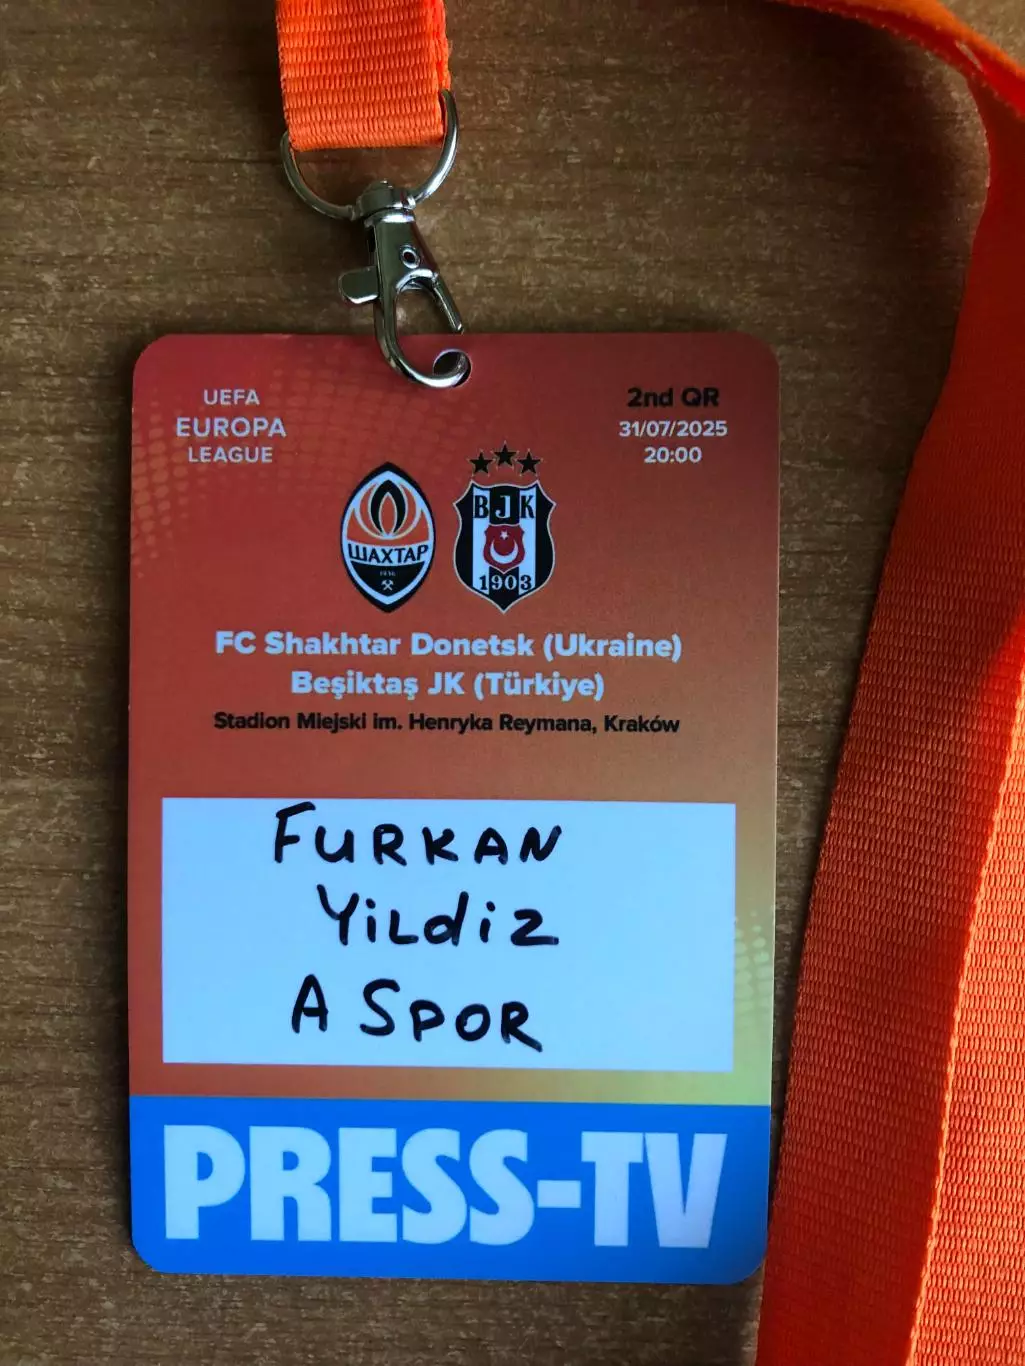 UEFA
EUROPA
LEAGUE
2nd QR
31/07/2025
20:00
ШАХТАР
1936
BJK
1903
FC Shakhtar Donetsk (Ukraine)
Beşiktaş JK (Türkiye)
Stadion Miejski im. Henryka Reymana, Kraków
FURKAN
YiLdiz
A SPOR
PRESS-TV